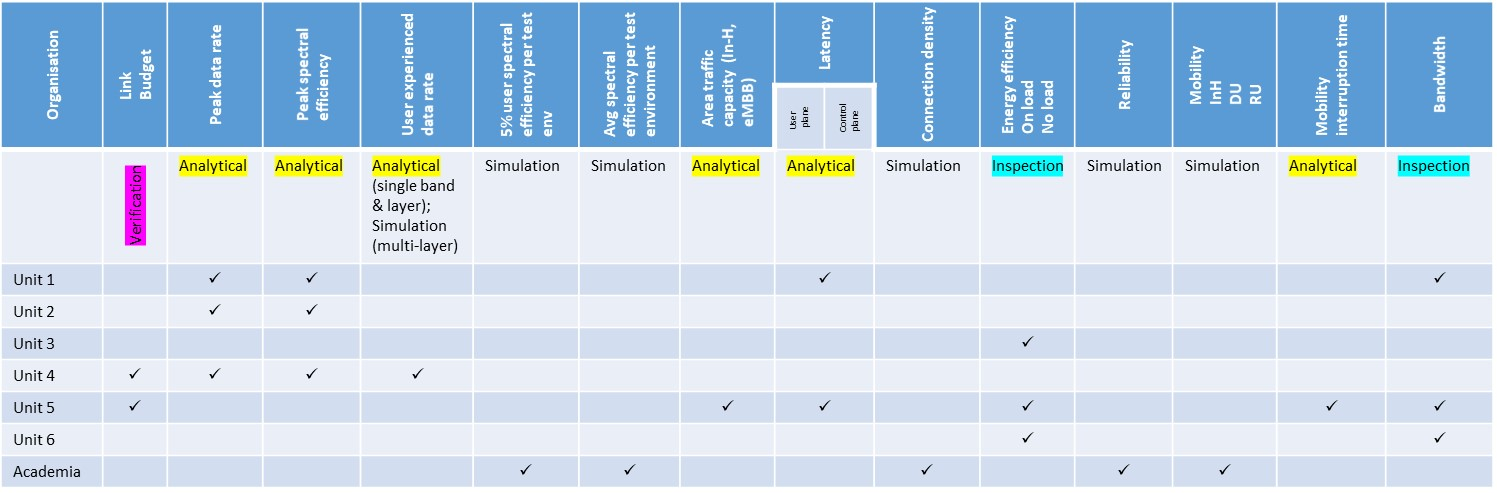 Organisation
Link
Budget
Peak data rate
Peak spectral
efficiency
User experienced
data rate
5% user spectral
efficiency per test
env
Avg spectral
efficiency per test
environment
Area traffic
capacity (In-H,
eMBB)
Latency
User
plane
Control
plane
Connection density
Energy efficiency
On load
No load
Reliability
Mobility
InH
DU
RU
Mobility
interruption time
Bandwidth
Verification
Analytical
Analytical
Analytical
(single band
& layer);
Simulation
(multi-layer)
Simulation
Simulation
Analytical
Analytical
Simulation
Inspection
Simulation
Simulation
Analytical
Inspection
Unit 1 ✓ ✓ ✓ ✓
Unit 2 ✓ ✓
Unit 3 ✓
Unit 4 ✓ ✓ ✓ ✓
Unit 5 ✓ ✓ ✓ ✓ ✓ ✓
Unit 6 ✓ ✓
Academia ✓ ✓ ✓ ✓ ✓